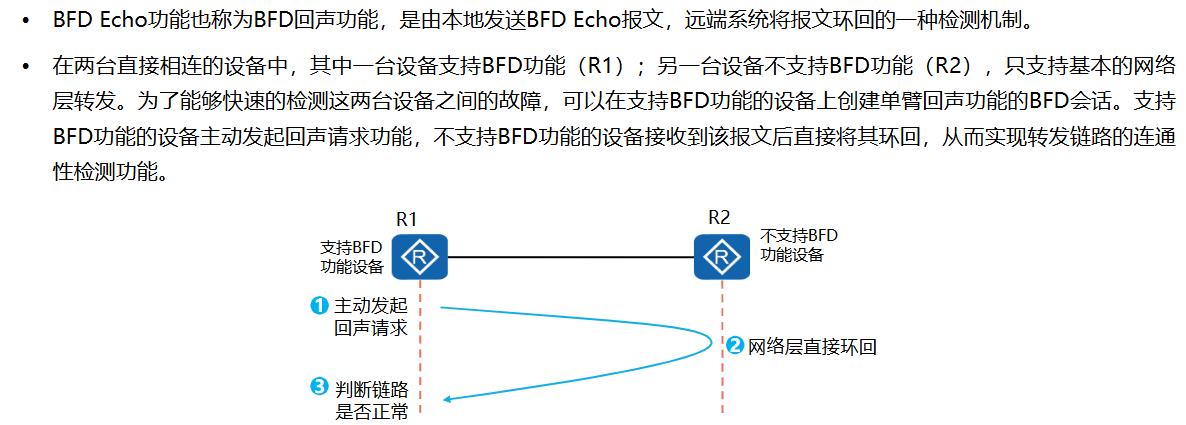 • BFD Echo功能也称为BFD回声功能，是由本地发送BFD Echo报文，远端系统将报文环回的一种检测机制。
• 在两台直接相连的设备中，其中一台设备支持BFD功能（R1）；另一台设备不支持BFD功能（R2），只支持基本的网络
层转发。为了能够快速的检测这两台设备之间的故障，可以在支持BFD功能的设备上创建单臂回声功能的BFD会话。支持
BFD功能的设备主动发起回声请求功能，不支持BFD功能的设备接收到该报文后直接将其环回，从而实现转发链路的连通
性检测功能。
R1
R2
支持BFD
功能设备
R
R
不支持BFD
功能设备
1 主动发起
回声请求
2 网络层直接环回
3 判断链路
是否正常